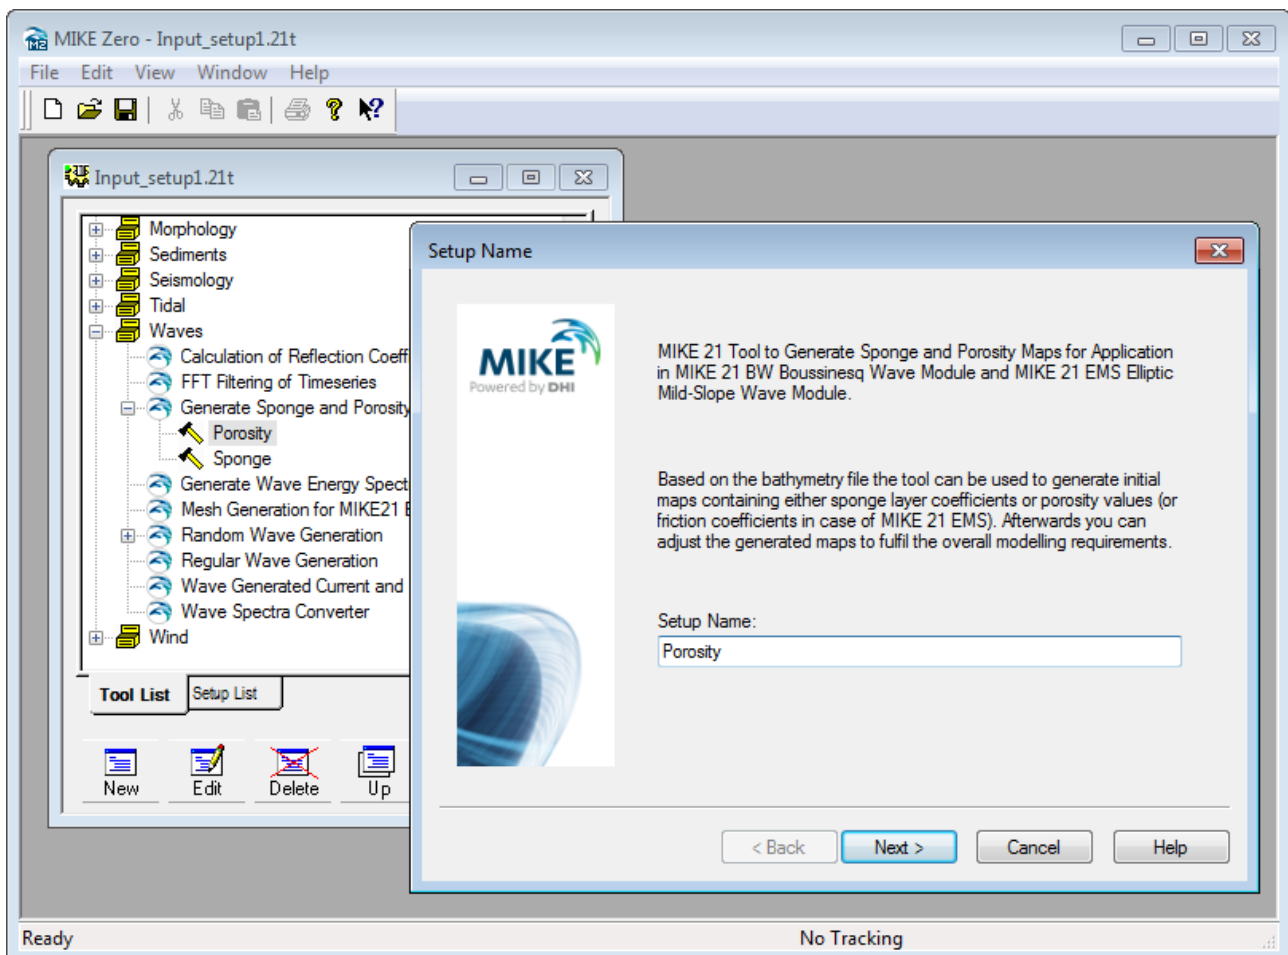 MIKE Zero - Input_setup1.21t
File Edit View Window Help
Input_setup1.21t
Morphology
Sediments
Seismology
Tidal
Waves
Calculation of Reflection Coeff
FFT Filtering of Timeseries
Generate Sponge and Porosity
Porosity
Sponge
Generate Wave Energy Spect
Mesh Generation for MIKE21 E
Random Wave Generation
Regular Wave Generation
Wave Generated Current and
Wave Spectra Converter
Wind
Tool List Setup List
New Edit Delete Up
Setup Name
MIKE
Powered by DHI
MIKE 21 Tool to Generate Sponge and Porosity Maps for Application
in MIKE 21 BW Boussinesq Wave Module and MIKE 21 EMS Elliptic
Mild-Slope Wave Module.
Based on the bathymetry file the tool can be used to generate initial
maps containing either sponge layer coefficients or porosity values (or
friction coefficients in case of MIKE 21 EMS). Afterwards you can
adjust the generated maps to fulfil the overall modelling requirements.
Setup Name:
Porosity
< Back Next > Cancel Help
Ready No Tracking